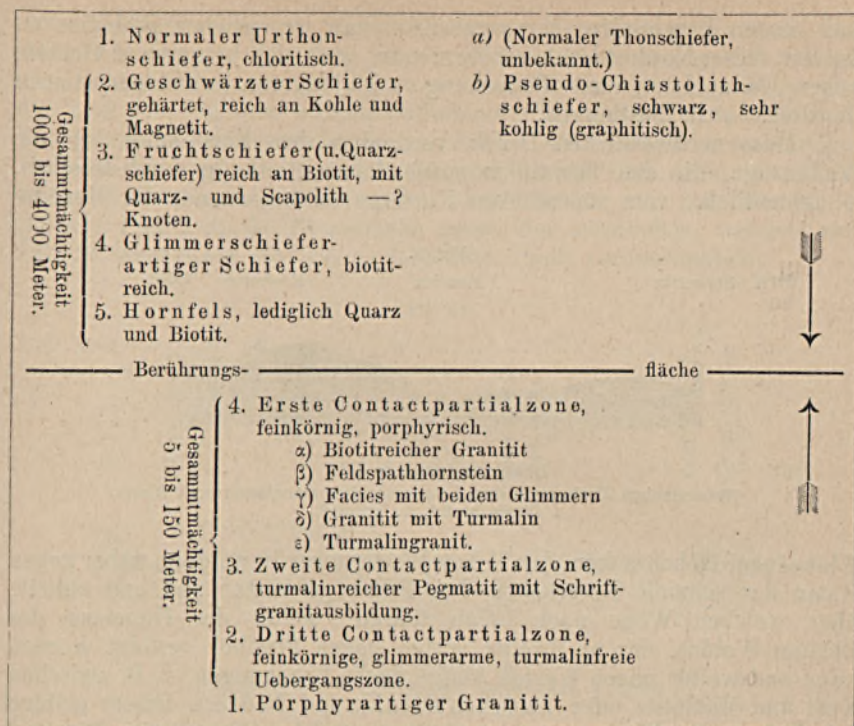 1. Normaler Urthon-
schiefer, chloritisch.
2. Geschwärzter Schiefer,
gehärtet, reich an Kohle und
Magnetit.
3. Fruchtschiefer (u. Quarz-
schiefer) reich an Biotit, mit
Quarz- und Scapolith —?
Knoten.
4. Glimmerschiefer-
artiger Schiefer, biotit-
reich.
5. Hornfels, lediglich Quarz
und Biotit.
Gesammtmächtigkeit
1000 bis 4000 Meter.
a) (Normaler Thonschiefer,
unbekannt.)
b) Pseudo-Chiastolith-
schiefer, schwarz, sehr
kohlig (graphitisch).
Berührungs- fläche
4. Erste Contactpartialzone,
feinkörnig, porphyrisch.
α) Biotitreicher Granitit
β) Feldspathhornstein
γ) Facies mit beiden Glimmern
δ) Granitit mit Turmalin
ε) Turmalingranit.
3. Zweite Contactpartialzone,
turmalinreicher Pegmatit mit Schrift-
granitausbildung.
2. Dritte Contactpartialzone,
feinkörnige, glimmerarme, turmalinfreie
Uebergangszone.
Gesammtmächtigkeit
5 bis 150 Meter.
1. Porphyrartiger Granitit.